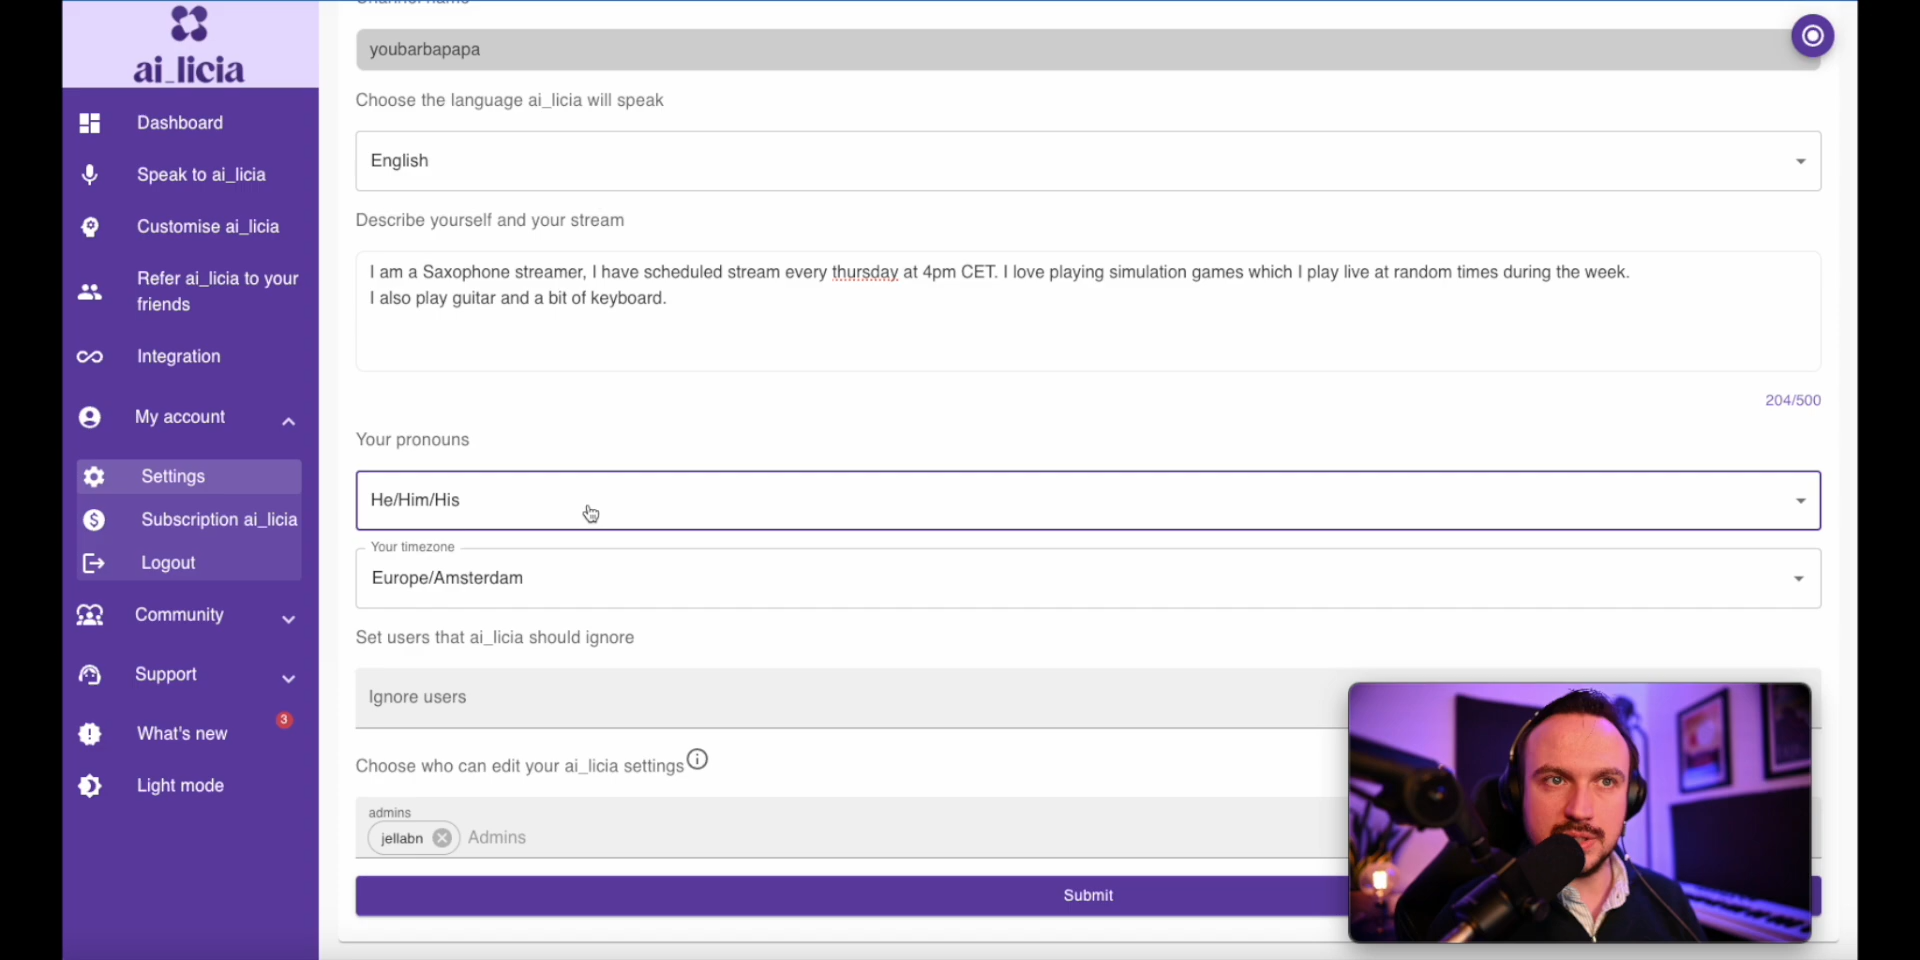 Channel name
youbarbapapa
Choose the language ai_licia will speak
English
Describe yourself and your stream
I am a Saxophone streamer, I have scheduled stream every thursday at 4pm CET. I love playing simulation games which I play live at random times during the week.
I also play guitar and a bit of keyboard.
204/500
Your pronouns
He/Him/His
Your timezone
Europe/Amsterdam
Set users that ai_licia should ignore
Ignore users
Choose who can edit your ai_licia settings
admins
jellabn Admins
Submit
ai_licia
Dashboard
Speak to ai_licia
Customise ai_licia
Refer ai_licia to your
friends
Integration
My account
Settings
Subscription ai_licia
Logout
Community
Support
What's new
3
Light mode